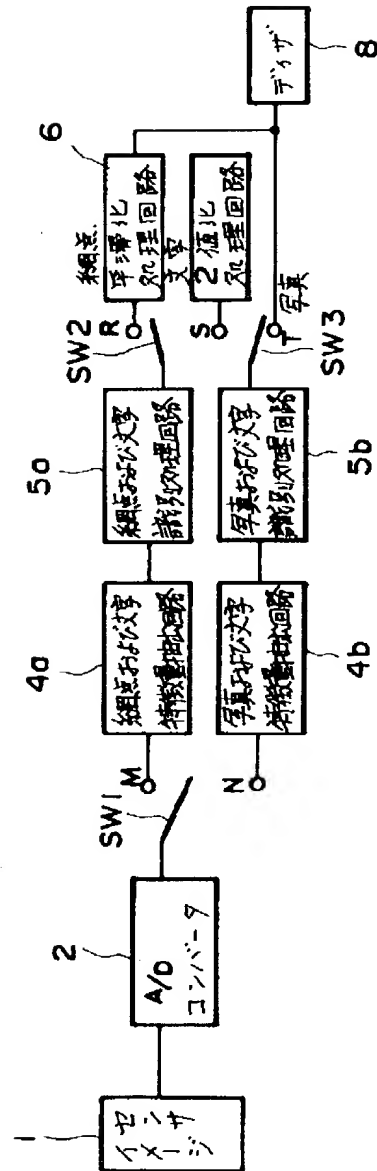 1
センサ
イメージ
2
A/D
コンバータ
SW1
M
N
4a
網点および文字
特徴量抽出回路
写真および文字
特徴量抽出回路
4b
5a
網点および文字
識別処理回路
写真および文字
識別処理回路
5b
SW2
R
S
T
SW3
網点
6
平滑化
処理回路
文字
2値化
処理回路
写真
ディザ
8